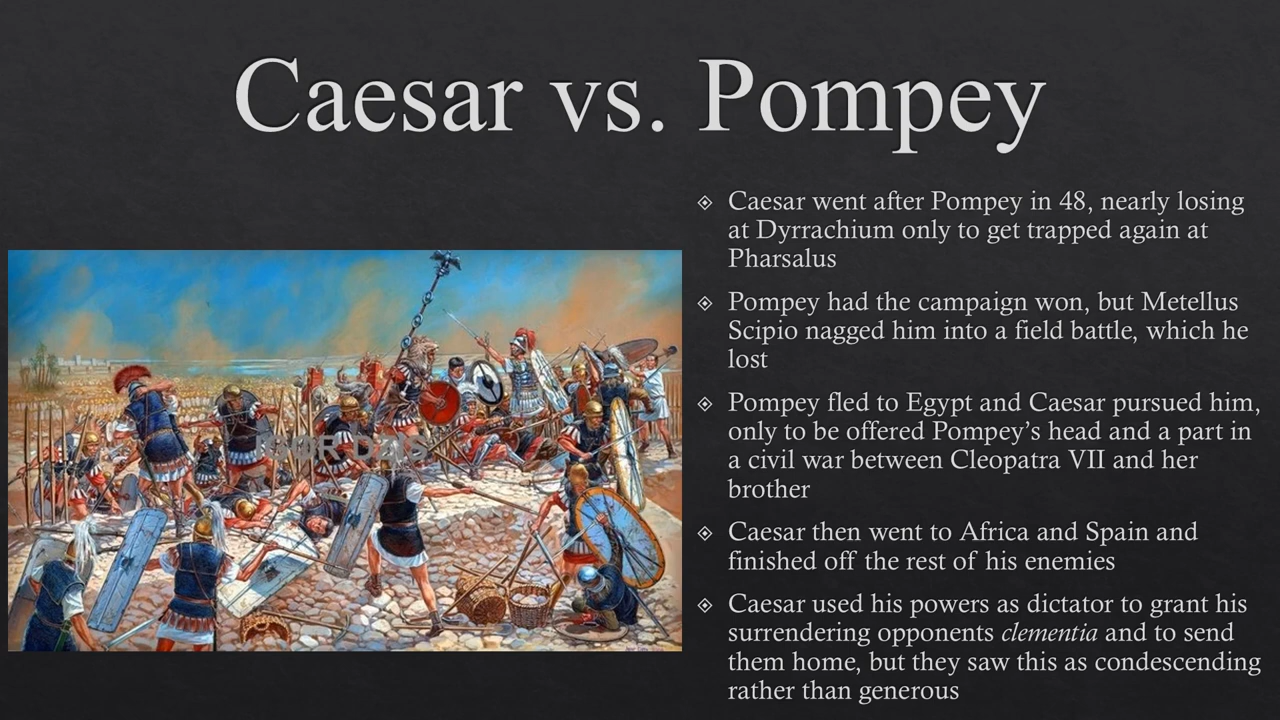 Caesar vs. Pompey
Caesar went after Pompey in 48, nearly losing
at Dyrrachium only to get trapped again at
Pharsalus
Pompey had the campaign won, but Metellus
Scipio nagged him into a field battle, which he
lost
Pompey fled to Egypt and Caesar pursued him,
only to be offered Pompey’s head and a part in
a civil war between Cleopatra VII and her
brother
Caesar then went to Africa and Spain and
finished off the rest of his enemies
Caesar used his powers as dictator to grant his
surrendering opponents clementia and to send
them home, but they saw this as condescending
rather than generous